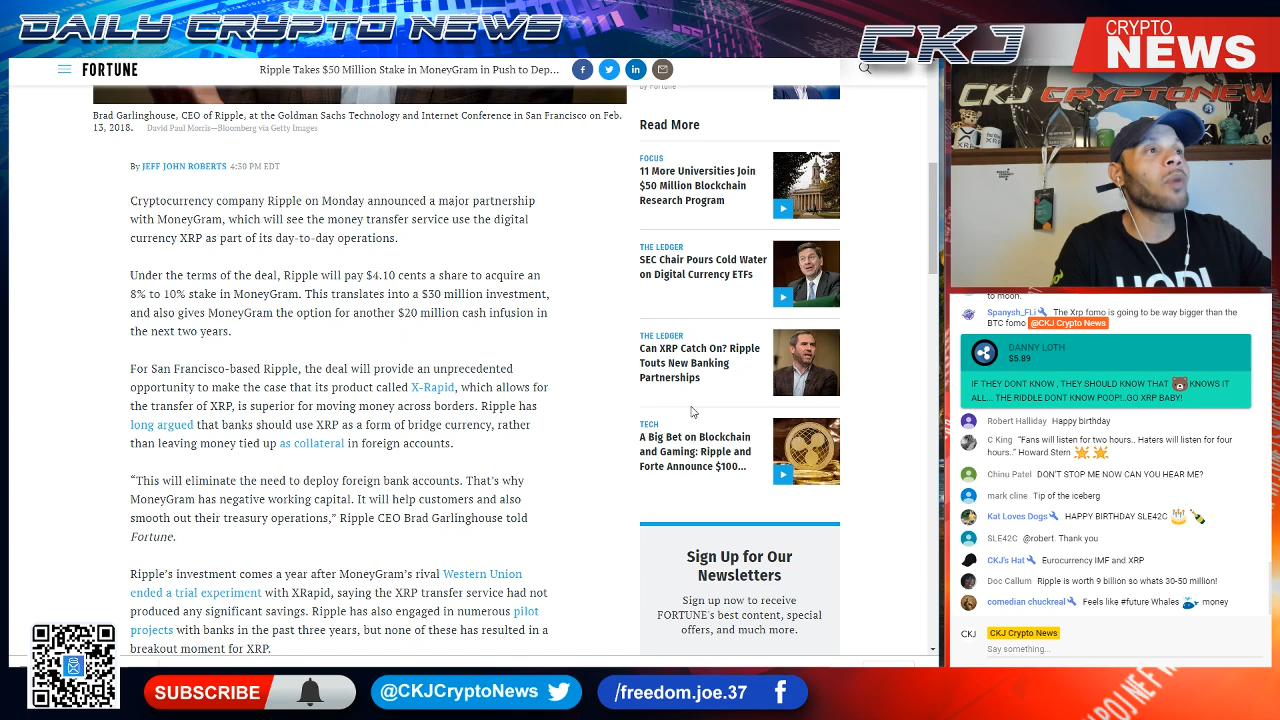 DAILY CRYPTO NEWS
CKJ
CRYPTO
NEWS
FORTUNE
Ripple Takes $50 Million Stake in MoneyGram in Push to Dep...
Brad Garlinghouse, CEO of Ripple, at the Goldman Sachs Technology and Internet Conference in San Francisco on Feb.
13, 2018. David Paul Morris—Bloomberg via Getty Images
By JEFF JOHN ROBERTS 4:30 PM EDT
Cryptocurrency company Ripple on Monday announced a major partnership
with MoneyGram, which will see the money transfer service use the digital
currency XRP as part of its day-to-day operations.
Under the terms of the deal, Ripple will pay $4.10 cents a share to acquire an
8% to 10% stake in MoneyGram. This translates into a $30 million investment,
and also gives MoneyGram the option for another $20 million cash infusion in
the next two years.
For San Francisco-based Ripple, the deal will provide an unprecedented
opportunity to make the case that its product called X-Rapid, which allows for
the transfer of XRP, is superior for moving money across borders. Ripple has
long argued that banks should use XRP as a form of bridge currency, rather
than leaving money tied up as collateral in foreign accounts.
“This will eliminate the need to deploy foreign bank accounts. That’s why
MoneyGram has negative working capital. It will help customers and also
smooth out their treasury operations,” Ripple CEO Brad Garlinghouse told
Fortune.
Ripple’s investment comes a year after MoneyGram’s rival Western Union
ended a trial experiment with XRapid, saying the XRP transfer service had not
produced any significant savings. Ripple has also engaged in numerous pilot
projects with banks in the past three years, but none of these has resulted in a
breakout moment for XRP.
by Fortune
Read More
FOCUS
11 More Universities Join
$50 Million Blockchain
Research Program
THE LEDGER
SEC Chair Pours Cold Water
on Digital Currency ETFs
THE LEDGER
Can XRP Catch On? Ripple
Touts New Banking
Partnerships
TECH
A Big Bet on Blockchain
and Gaming: Ripple and
Forte Announce $100...
Sign Up for Our
Newsletters
Sign up now to receive
FORTUNE's best content, special
offers, and much more.
CKJ CRYPTONEWS
HODL
to moon.
Spanysh_FLi The Xrp fomo is going to be way bigger than the
BTC fomo @CKJ Crypto News
DANNY LOTH
$5.89
IF THEY DONT KNOW , THEY SHOULD KNOW THAT KNOWS IT
ALL... THE RIDDLE DONT KNOW POOP!..GO XRP BABY!
Robert Halliday Happy birthday
C King “Fans will listen for two hours.. Haters will listen for four
hours..” Howard Stern
Chinu Patel DON'T STOP ME NOW CAN YOU HEAR ME?
mark cline Tip of the iceberg
Kat Loves Dogs HAPPY BIRTHDAY SLE42C
SLE42C @robert. Thank you
CKJ's Hat Eurocurrency IMF and XRP
Doc Callum Ripple is worth 9 billion so whats 30-50 million!
comedian chuckreal Feels like #future Whales money
CKJ CKJ Crypto News
Say something...
SUBSCRIBE
@CKJCryptoNews
/freedom.joe.37